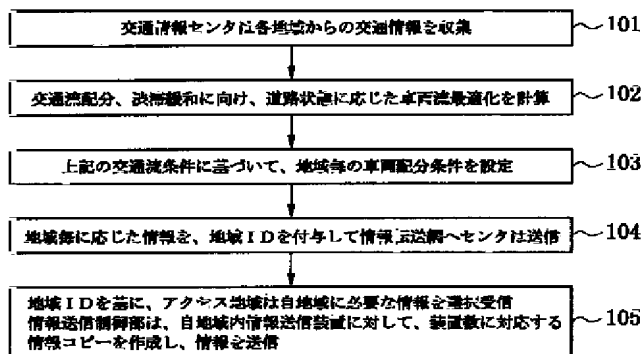 交通情報センタは各地域からの交通情報を収集
101
交通流配分、渋滞緩和に向け、道路状態に応じた車両流最適化を計算
102
上記の交通流条件に基づいて、地域毎の車両配分条件を設定
103
地域毎に応じた情報を、地域IDを付与して情報伝送網へセンタは送信
104
地域IDを基に、アクセス地域は自地域に必要な情報を選択受信
情報送信制御部は、自地域内情報送信装置に対して、装置数に対応する
情報コピーを作成し、情報を送信
105